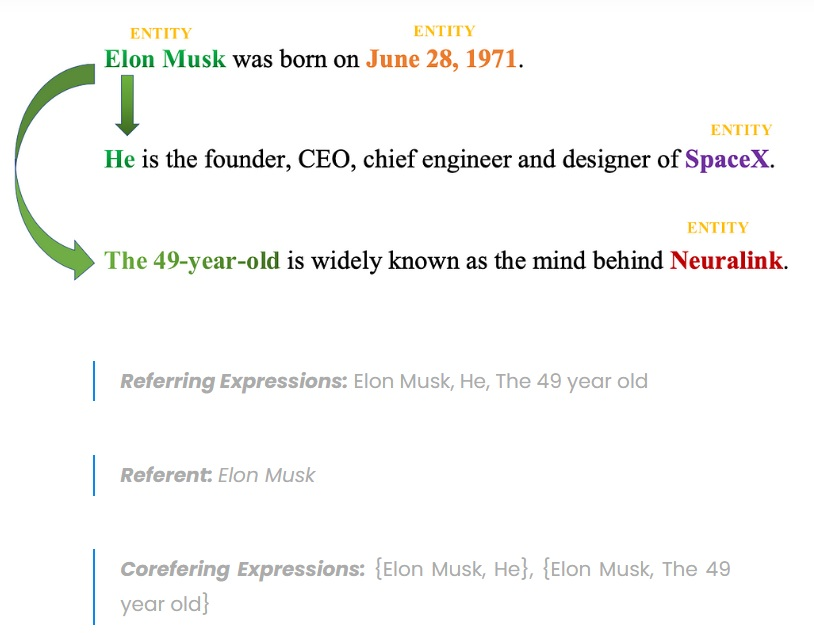 ENTITY ENTITY
Elon Musk was born on June 28, 1971.
ENTITY
He is the founder, CEO, chief engineer and designer of SpaceX.
ENTITY
The 49-year-old is widely known as the mind behind Neuralink.
Referring Expressions: Elon Musk, He, The 49 year old
Referent: Elon Musk
Corefering Expressions: {Elon Musk, He}, {Elon Musk, The 49
year old}